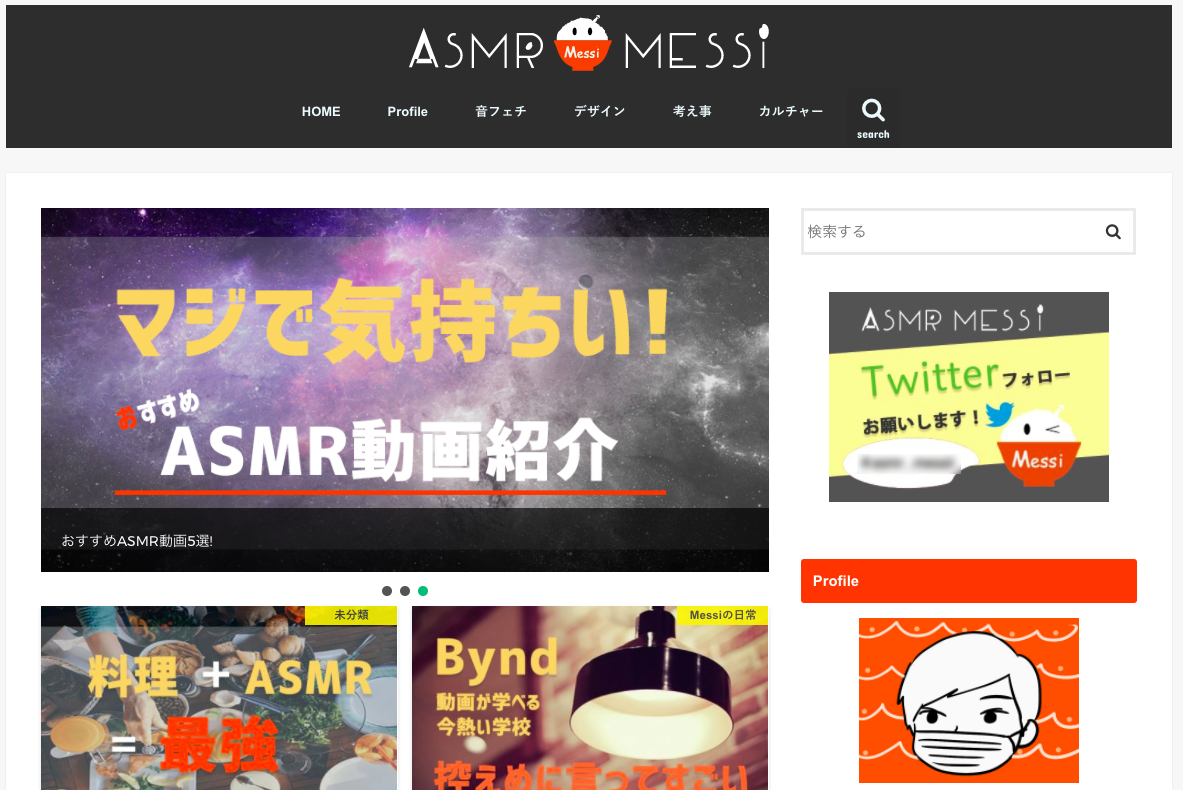 ASMR Messi MESSi
HOME Profile 音フェチ デザイン 考え事 カルチャー search
検索する
マジで気持ちい!
おすすめ
ASMR動画紹介
おすすめASMR動画5選!
ASMR MESSi
Twitterフォロー
お願いします!
Messi
Profile
未分類
料理 + ASMR
= 最強
Messiの日常
Bynd
動画が学べる
今熱い学校
控えめに言ってすごい